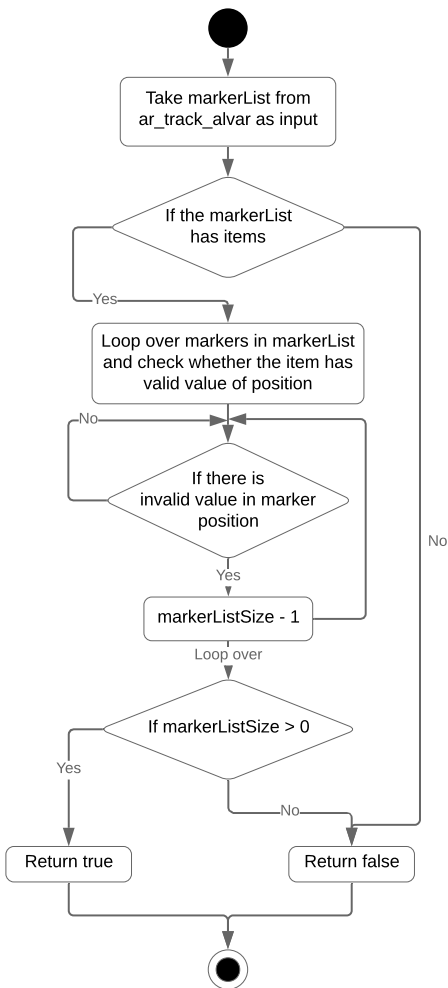 Take markerList from
ar_track_alvar as input
If the markerList
has items
Yes
Loop over markers in markerList
and check whether the item has
valid value of position
No
If there is
invalid value in marker
position
No
Yes
markerListSize - 1
Loop over
If markerListSize > 0
Yes
No
Return true
Return false